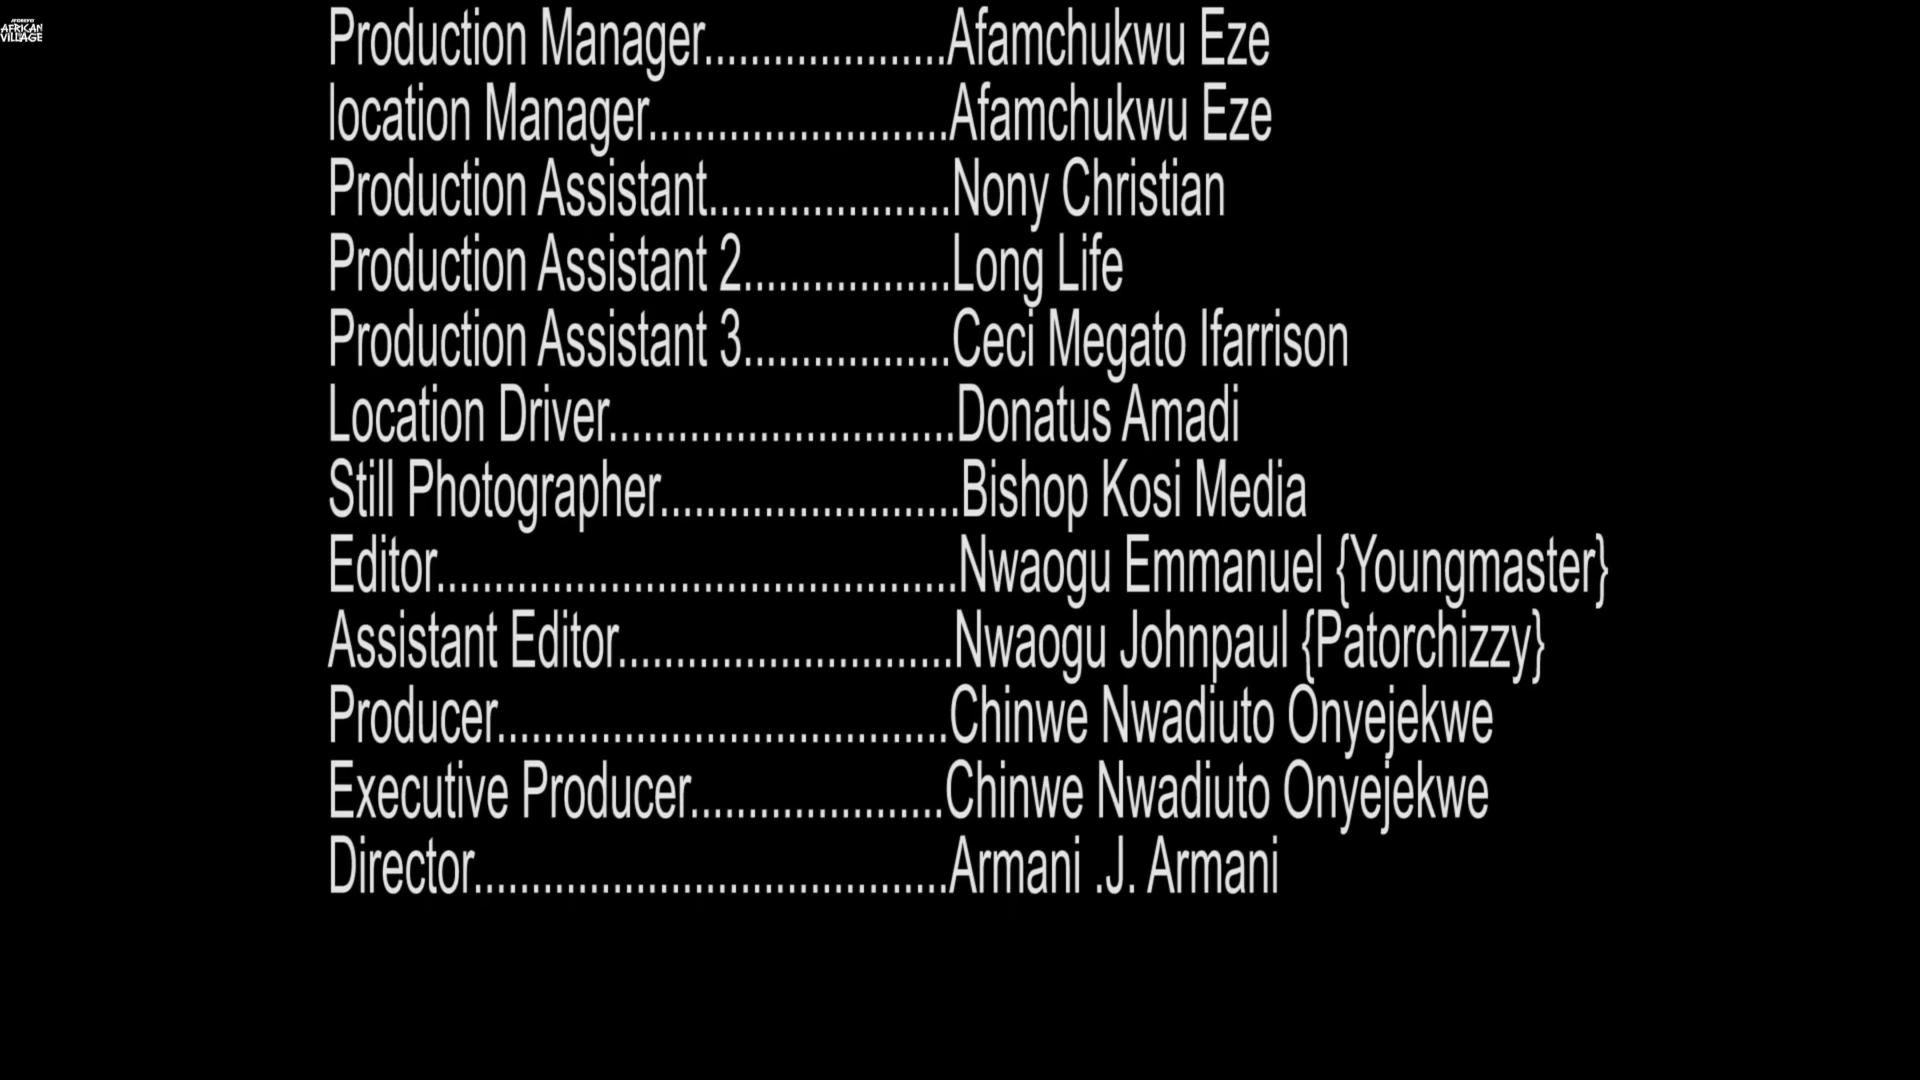 AFRICAN
VILLAGE
Production Manager.....................Afamchukwu Eze
location Manager..........................Afamchukwu Eze
Production Assistant.....................Nony Christian
Production Assistant 2..................Long Life
Production Assistant 3..................Ceci Megato Ifarrison
Location Driver..............................Donatus Amadi
Still Photographer..........................Bishop Kosi Media
Editor.............................................Nwaogu Emmanuel {Youngmaster}
Assistant Editor.............................Nwaogu Johnpaul {Patorchizzy}
Producer.......................................Chinwe Nwadiuto Onyejekwe
Executive Producer......................Chinwe Nwadiuto Onyejekwe
Director.........................................Armani .J. Armani